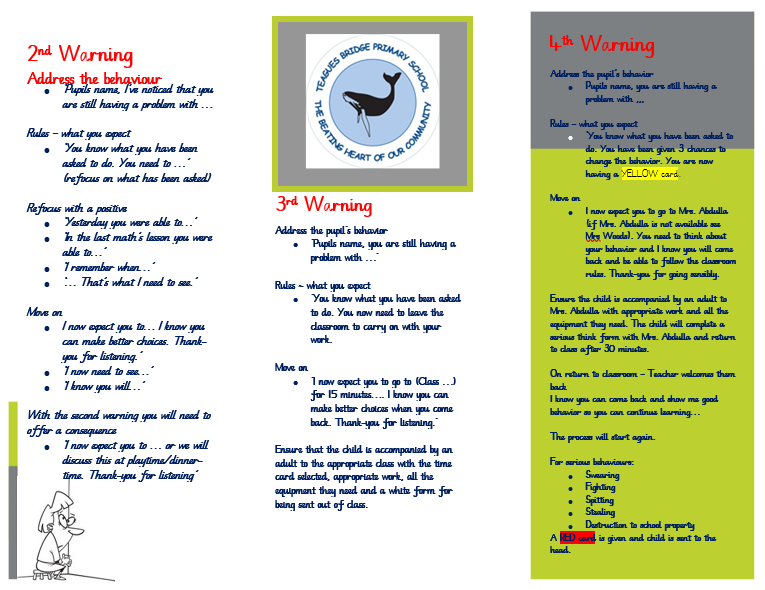 2nd Warning
Address the behaviour
• "Pupils name, I've noticed that you
are still having a problem with …
Rules – what you expect
• "You know what you have been
asked to do. You need to …"
(refocus on what has been asked)
Refocus with a positive
• "Yesterday you were able to…"
• "In the last math's lesson you were
able to…"
• "I remember when…"
• "… That's what I need to see."
Move on
• I now expect you to… I know you
can make better choices. Thank-
you for listening."
• "I now need to see…"
• "I know you will…"
With the second warning you will need to
offer a consequence
• "I now expect you to … or we will
discuss this at playtime/dinner-
time. Thank-you for listening"
TEAGUES BRIDGE PRIMARY SCHOOL
THE BEATING HEART OF OUR COMMUNITY
3rd Warning
Address the pupil's behavior
• "Pupils name, you are still having a
problem with …"
Rules – what you expect
• "You know what you have been asked
to do. You now need to leave the
classroom to carry on with your
work.
Move on
• "I now expect you to go to (Class …)
for 15 minutes…. I know you can
make better choices when you come
back. Thank-you for listening."
Ensure that the child is accompanied by an
adult to the appropriate class with the time
card selected, appropriate work, all the
equipment they need and a white form for
being sent out of class.
4th Warning
Address the pupil's behavior
• Pupils name, you are still having a
problem with …
Rules – what you expect
• "You know what you have been asked to
do. You have been given 3 chances to
change the behavior. You are now
having a YELLOW card.
Move on
• I now expect you to go to Mrs. Abdulla
(if Mrs. Abdulla is not available see
Mrs Woods). You need to think about
your behavior and I know you will come
back and be able to follow the classroom
rules. Thank-you for going sensibly.
Ensure the child is accompanied by an adult to
Mrs. Abdulla with appropriate work and all the
equipment they need. The child will complete a
serious think form with Mrs. Abdulla and return
to class after 30 minutes.
On return to classroom – Teacher welcomes them
back
I know you can come back and show me good
behavior so you can continue learning…
The process will start again.
For serious behaviours:
• Swearing
• Fighting
• Spitting
• Stealing
• Destruction to school property
A RED card is given and child is sent to the
head.